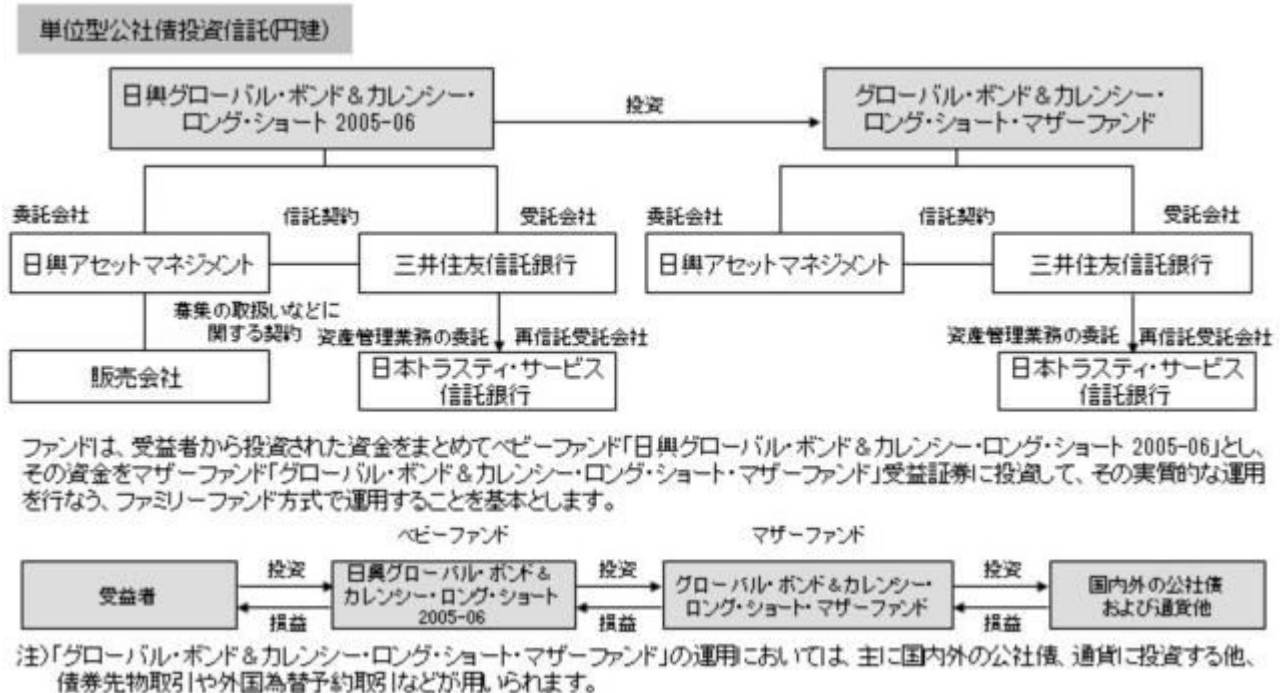 単位型公社債投資信託(円建)
日興グローバル・ボンド&カレンシー・
ロング・ショート 2005-06
投資
グローバル・ボンド&カレンシー・
ロング・ショート・マザーファンド
委託会社
信託契約
受託会社
委託会社
信託契約
受託会社
日興アセットマネジメント
三井住友信託銀行
日興アセットマネジメント
三井住友信託銀行
募集の取扱いなどに
関する契約
資産管理業務の委託
再信託受託会社
資産管理業務の委託
再信託受託会社
販売会社
日本トラスティ・サービス
信託銀行
日本トラスティ・サービス
信託銀行
ファンドは、受益者から投資された資金をまとめてベビーファンド「日興グローバル・ボンド&カレンシー・ロング・ショート 2005-06」とし、
その資金をマザーファンド「グローバル・ボンド&カレンシー・ロング・ショート・マザーファンド」受益証券に投資して、その実質的な運用
を行なう、ファミリーファンド方式で運用することを基本とします。
ベビーファンド
マザーファンド
受益者
投資
損益
日興グローバル・ボンド&
カレンシー・ロング・ショート
2005-06
投資
損益
グローバル・ボンド&カレンシー・
ロング・ショート・マザーファンド
投資
損益
国内外の公社債
および通貨他
注)「グローバル・ボンド&カレンシー・ロング・ショート・マザーファンド」の運用においては、主に国内外の公社債、通貨に投資する他、
債券先物取引や外国為替予約取引などが用いられます。